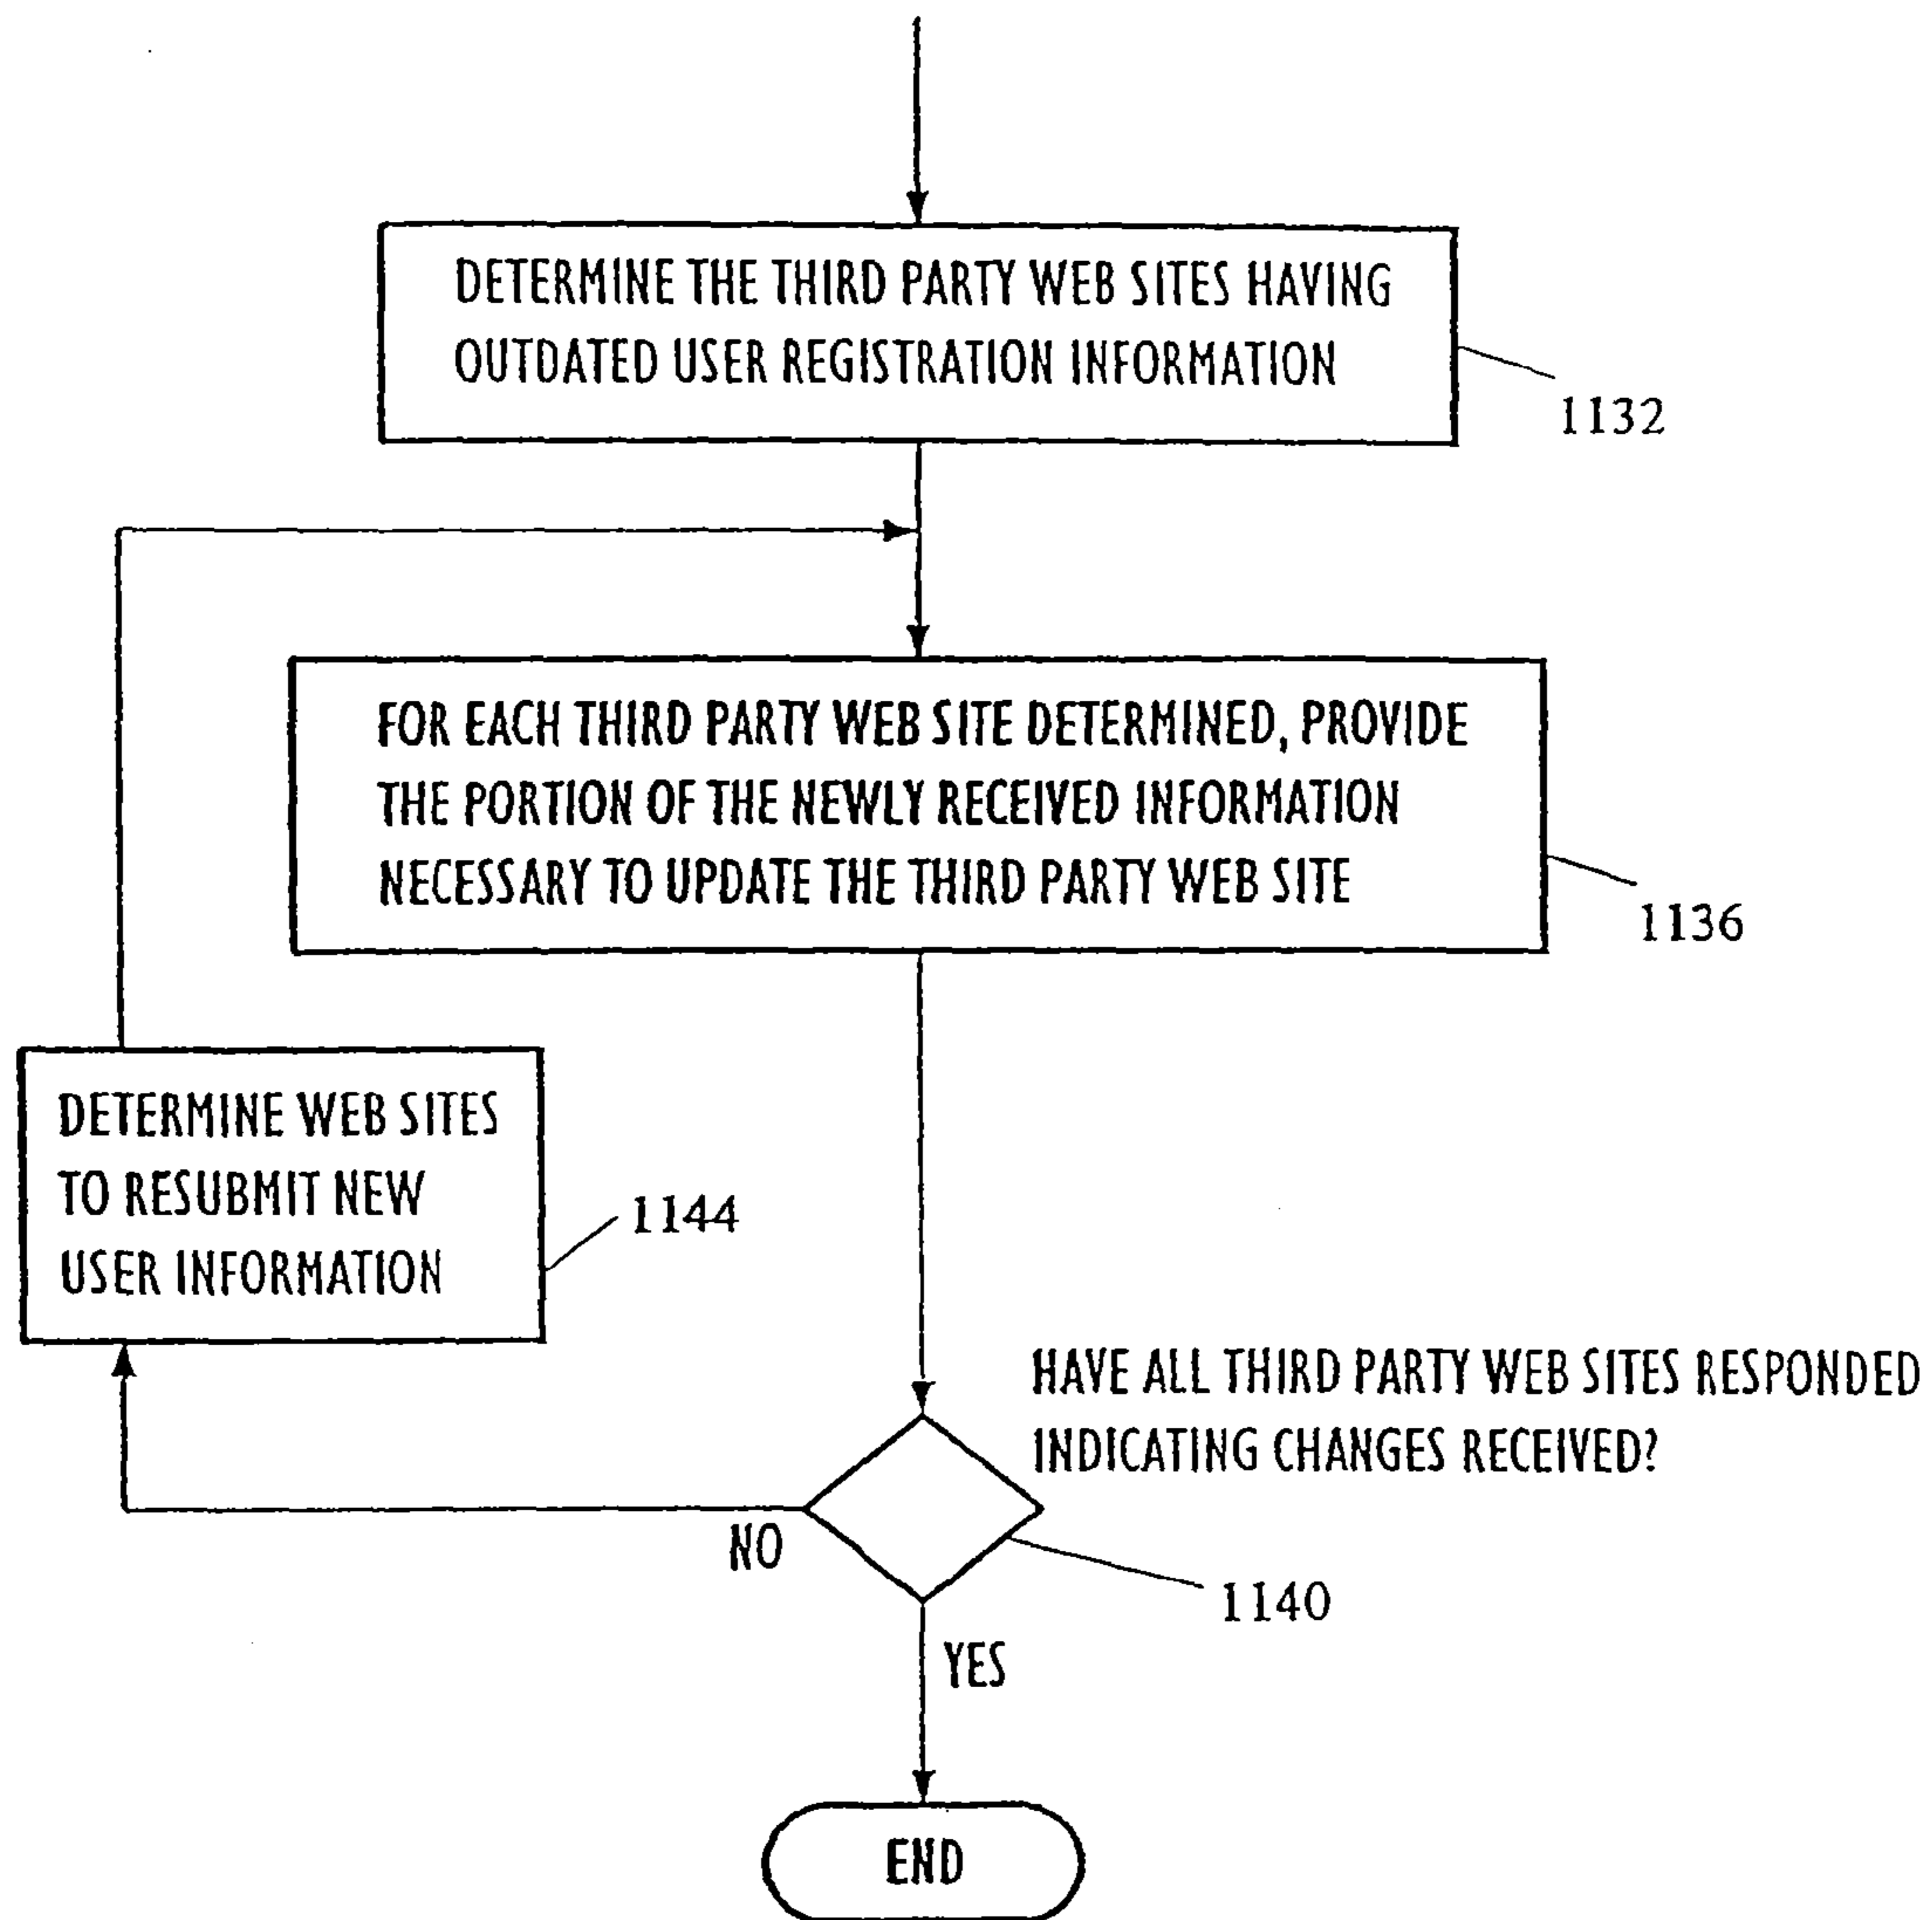 DETERMINE THE THIRD PARTY WEB SITES HAVING
OUTDATED USER REGISTRATION INFORMATION
1132
FOR EACH THIRD PARTY WEB SITE DETERMINED, PROVIDE
THE PORTION OF THE NEWLY RECEIVED INFORMATION
NECESSARY TO UPDATE THE THIRD PARTY WEB SITE
1136
DETERMINE WEB SITES
TO RESUBMIT NEW
USER INFORMATION
1144
HAVE ALL THIRD PARTY WEB SITES RESPONDED
INDICATING CHANGES RECEIVED?
NO
1140
YES
END